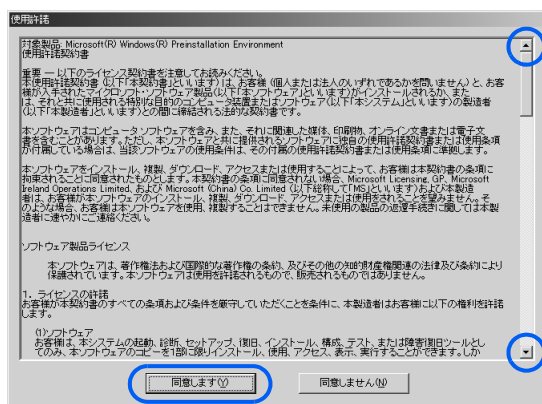 使用許諾
対象製品: Microsoft(R) Windows(R) Preinstallation Environment
使用許諾契約書
重要 — 以下のライセンス契約書を注意してお読みください。
本使用許諾契約書 (以下「本契約書」といいます) は、お客様 (個人または法人のいずれであるかを問いません) と、お客
様が入手されたマイクロソフト・ソフトウェア製品(以下「本ソフトウェア」といいます)がインストールされるか、また
は、それと共に使用される特別な目的のコンピュータ装置またはソフトウェア(以下「本システム」といいます)の製造者
(以下「本製造者」といいます)との間に締結される法的な契約書です。
本ソフトウェアはコンピュータ ソフトウェアを含み、また、それに関連した媒体、印刷物、オンライン文書または電子文
書を含むことがあります。ただし、本ソフトウェアと共に提供されるソフトウェアに独自の使用許諾契約書または使用条項
が付属している場合は、当該ソフトウェアの使用条件は、その付属の使用許諾契約書または使用条項に準拠します。
本ソフトウェアをインストール、複製、ダウンロード、アクセスまたは使用することによって、お客様は本契約書の条項に
拘束されることに同意されたものとします。本契約書の条項に同意されない場合、Microsoft Licensing, GP、Microsoft
Ireland Operations Limited、および Microsoft (China) Co. Limited (以下総称して「MS」といいます) および本製造
者は、お客様が本ソフトウェアのインストール、複製、ダウンロード、アクセスまたは使用をされることを望みません。そ
のような場合、お客様は本ソフトウェアを使用、複製することはできません。未使用の製品の返還手続きに関しては本製
造者に速やかにご連絡ください。
ソフトウェア製品ライセンス
本ソフトウェアは、著作権法および国際的な著作権の条約、及びその他の知的財産権関連の法律及び条約により
保護されています。本ソフトウェアは使用を許諾されるもので、販売されるものではありません。
1. ライセンスの許諾
お客様が本契約書のすべての条項および条件を厳守していただくことを条件に、本製造者はお客様に以下の権利を許諾
します。
(1)ソフトウェア
お客様は、本システムの起動、診断、セットアップ、復旧、インストール、構成、テスト、または障害復旧ツールとし
てのみ、本ソフトウェアのコピーを1部に限りインストール、使用、アクセス、表示、実行することができます。しか
同意します(Y)
同意しません(N)